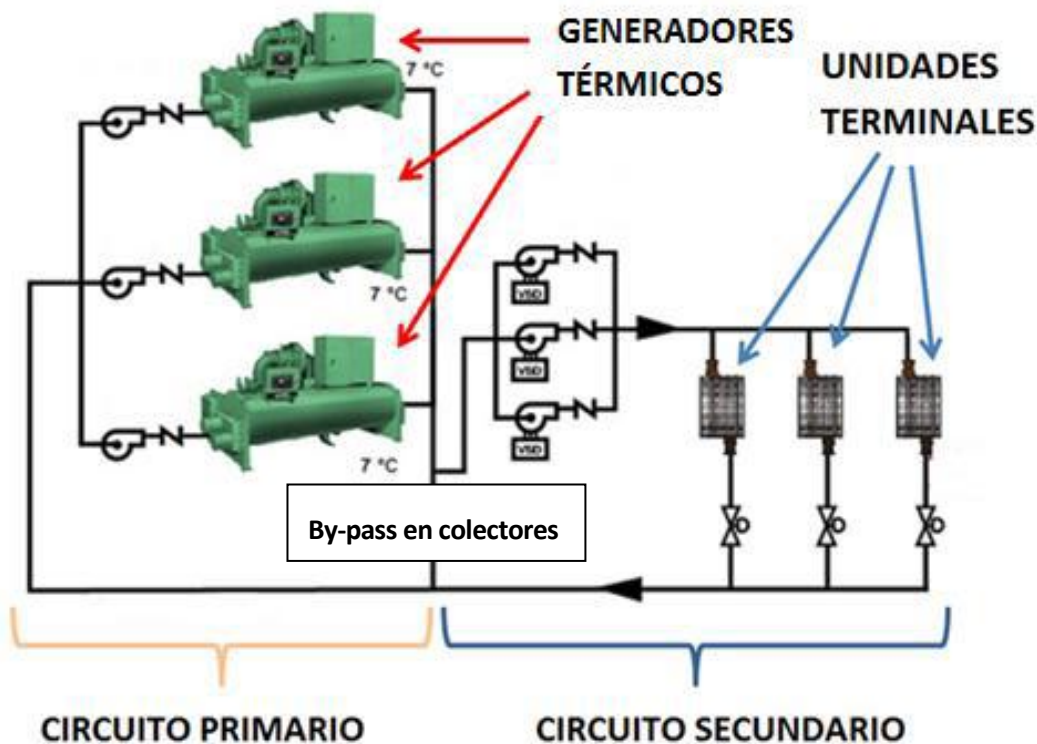 GENERADORES
TÉRMICOS
UNIDADES
TERMINALES
7 °C
7 °C
7 °C
VSD
VSD
VSD
By-pass en colectores
CIRCUITO PRIMARIO
CIRCUITO SECUNDARIO